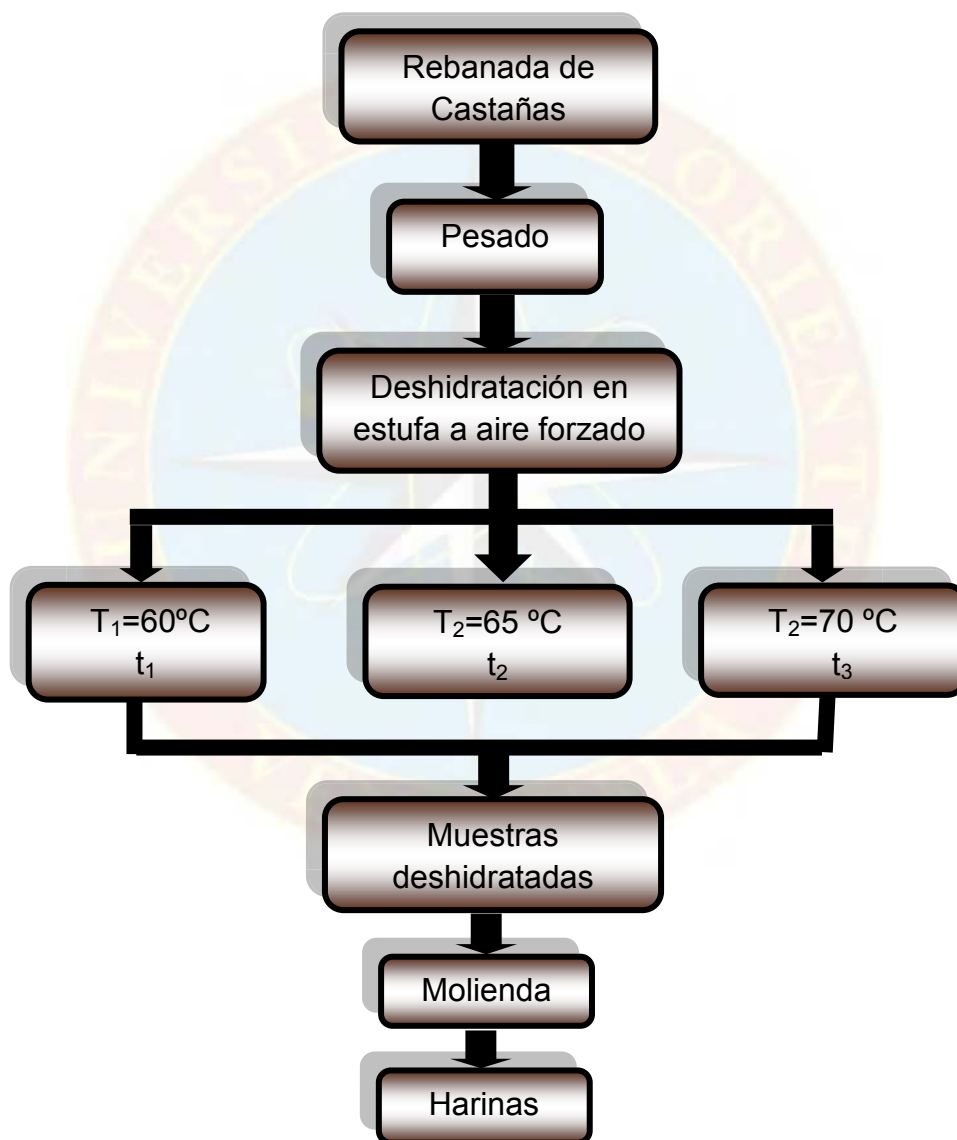 Rebanada de
Castañas
Pesado
Deshidratación en
estufa a aire forzado
T₁=60ºC
t₁
T₂=65 ºC
t₂
T₂=70 ºC
t₃
Muestras
deshidratadas
Molienda
Harinas